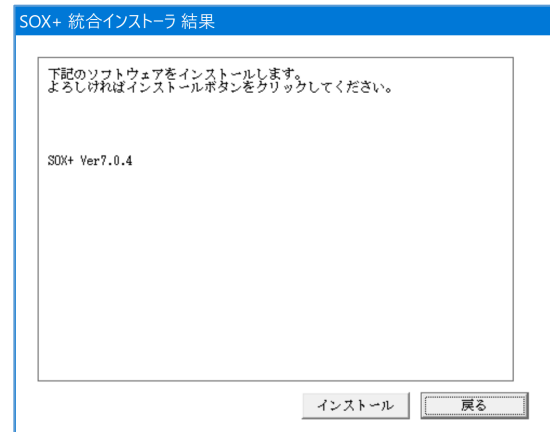 SOX+ 統合インストーラ 結果
下記のソフトウェアをインストールします。
よろしければインストールボタンをクリックしてください。
SOX+ Ver7.0.4
インストール
戻る